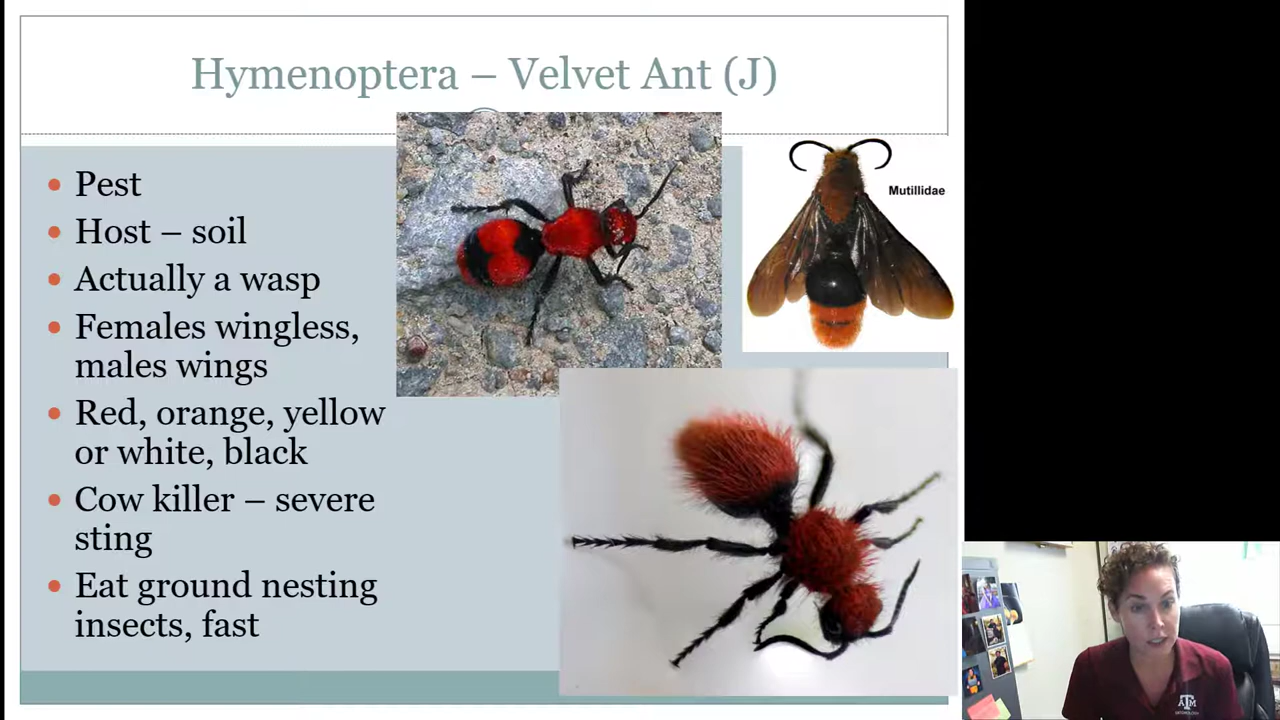 Hymenoptera – Velvet Ant (J)
Pest
Host – soil
Actually a wasp
Females wingless,
males wings
Red, orange, yellow
or white, black
Cow killer – severe
sting
Eat ground nesting
insects, fast
Mutillidae
ATM